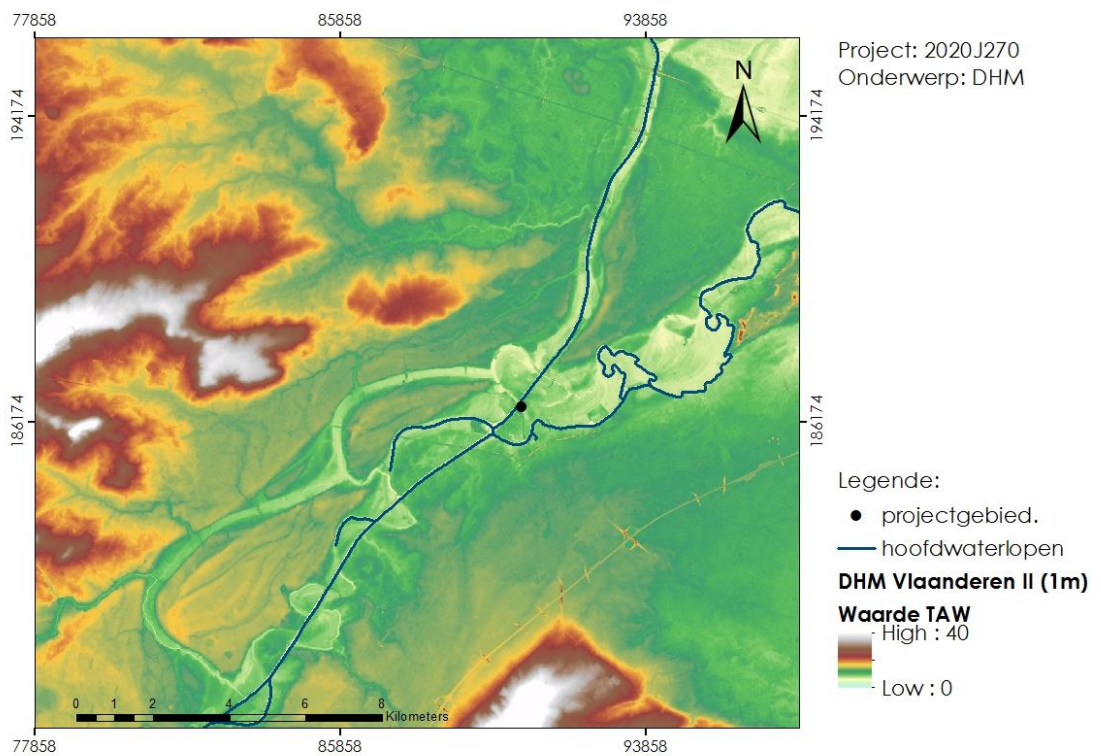 77858 85858 93858
Project: 2020J270
Onderwerp: DHM
N
194174 194174
186174 186174
Legende:
projectgebied.
hoofdwaterlopen
DHM Vlaanderen II (1m)
Waarde TAW
High : 40
Low : 0
0 1 2 4 6 8
Kilometers
77858 85858 93858